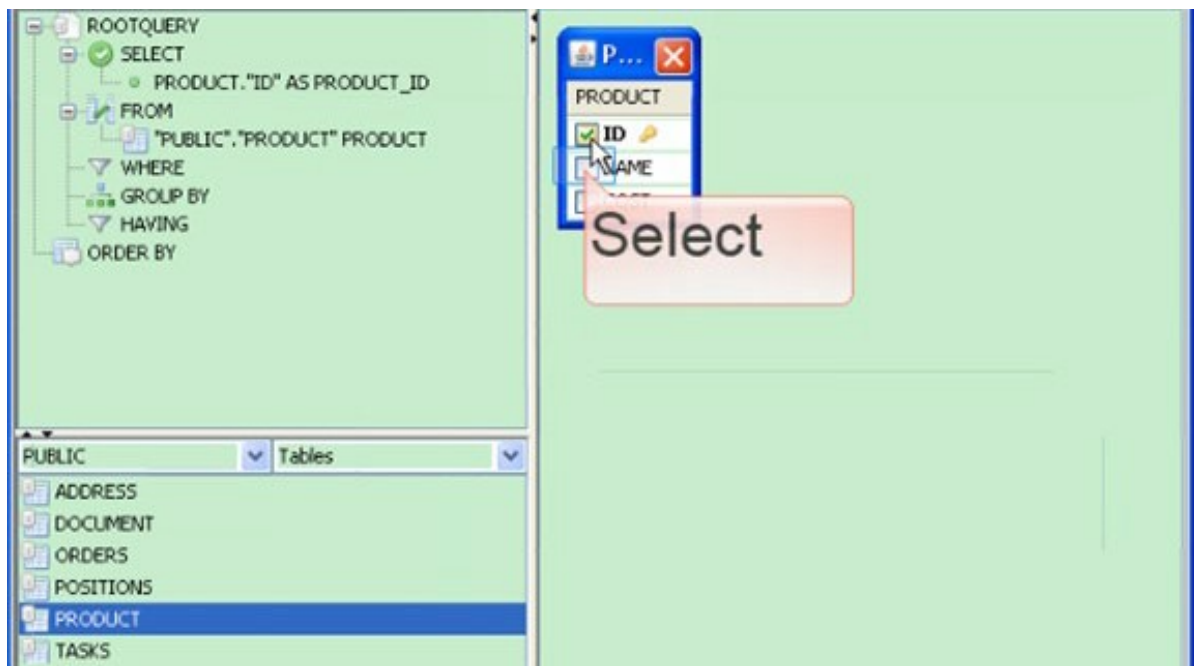 ROOTQUERY
SELECT
PRODUCT."ID" AS PRODUCT_ID
FROM
"PUBLIC"."PRODUCT" PRODUCT
WHERE
GROUP BY
HAVING
ORDER BY
PUBLIC
Tables
ADDRESS
DOCUMENT
ORDERS
POSITIONS
PRODUCT
TASKS
P...
PRODUCT
ID
NAME
Select